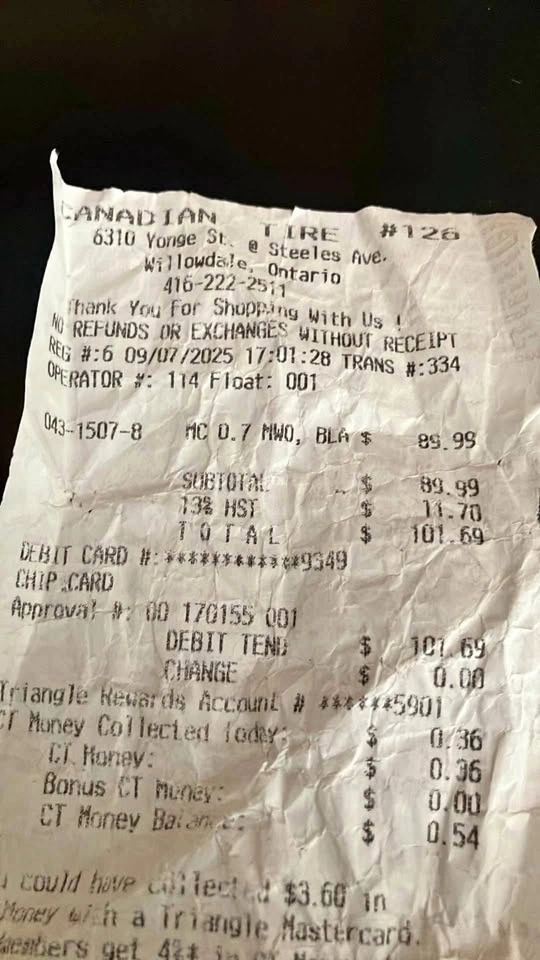 CANADIAN TIRE #126
6310 Yonge St. @ Steeles Ave.
Willowdale, Ontario
416-222-2511
Thank You For Shopping With Us !
NO REFUNDS OR EXCHANGES WITHOUT RECEIPT
REG #:6 09/07/2025 17:01:28 TRANS #:334
OPERATOR #: 114 Float: 001
043-1507-8 MC 0.7 MWO, BLA $ 89.99
SUBTOTAL $ 89.99
13% HST $ 11.70
T O T A L $ 101.69
DEBIT CARD #:************9349
CHIP CARD
Approval #: 00 170155 001
DEBIT TEND $ 101.69
CHANGE $ 0.00
Triangle Rewards Account # ******5901
CT Money Collected Today: $ 0.36
CT Money: $ 0.36
Bonus CT Money: $ 0.00
CT Money Balance: $ 0.54
could have collected $3.60 in
Money with a Triangle Mastercard.
Members get 4%* in